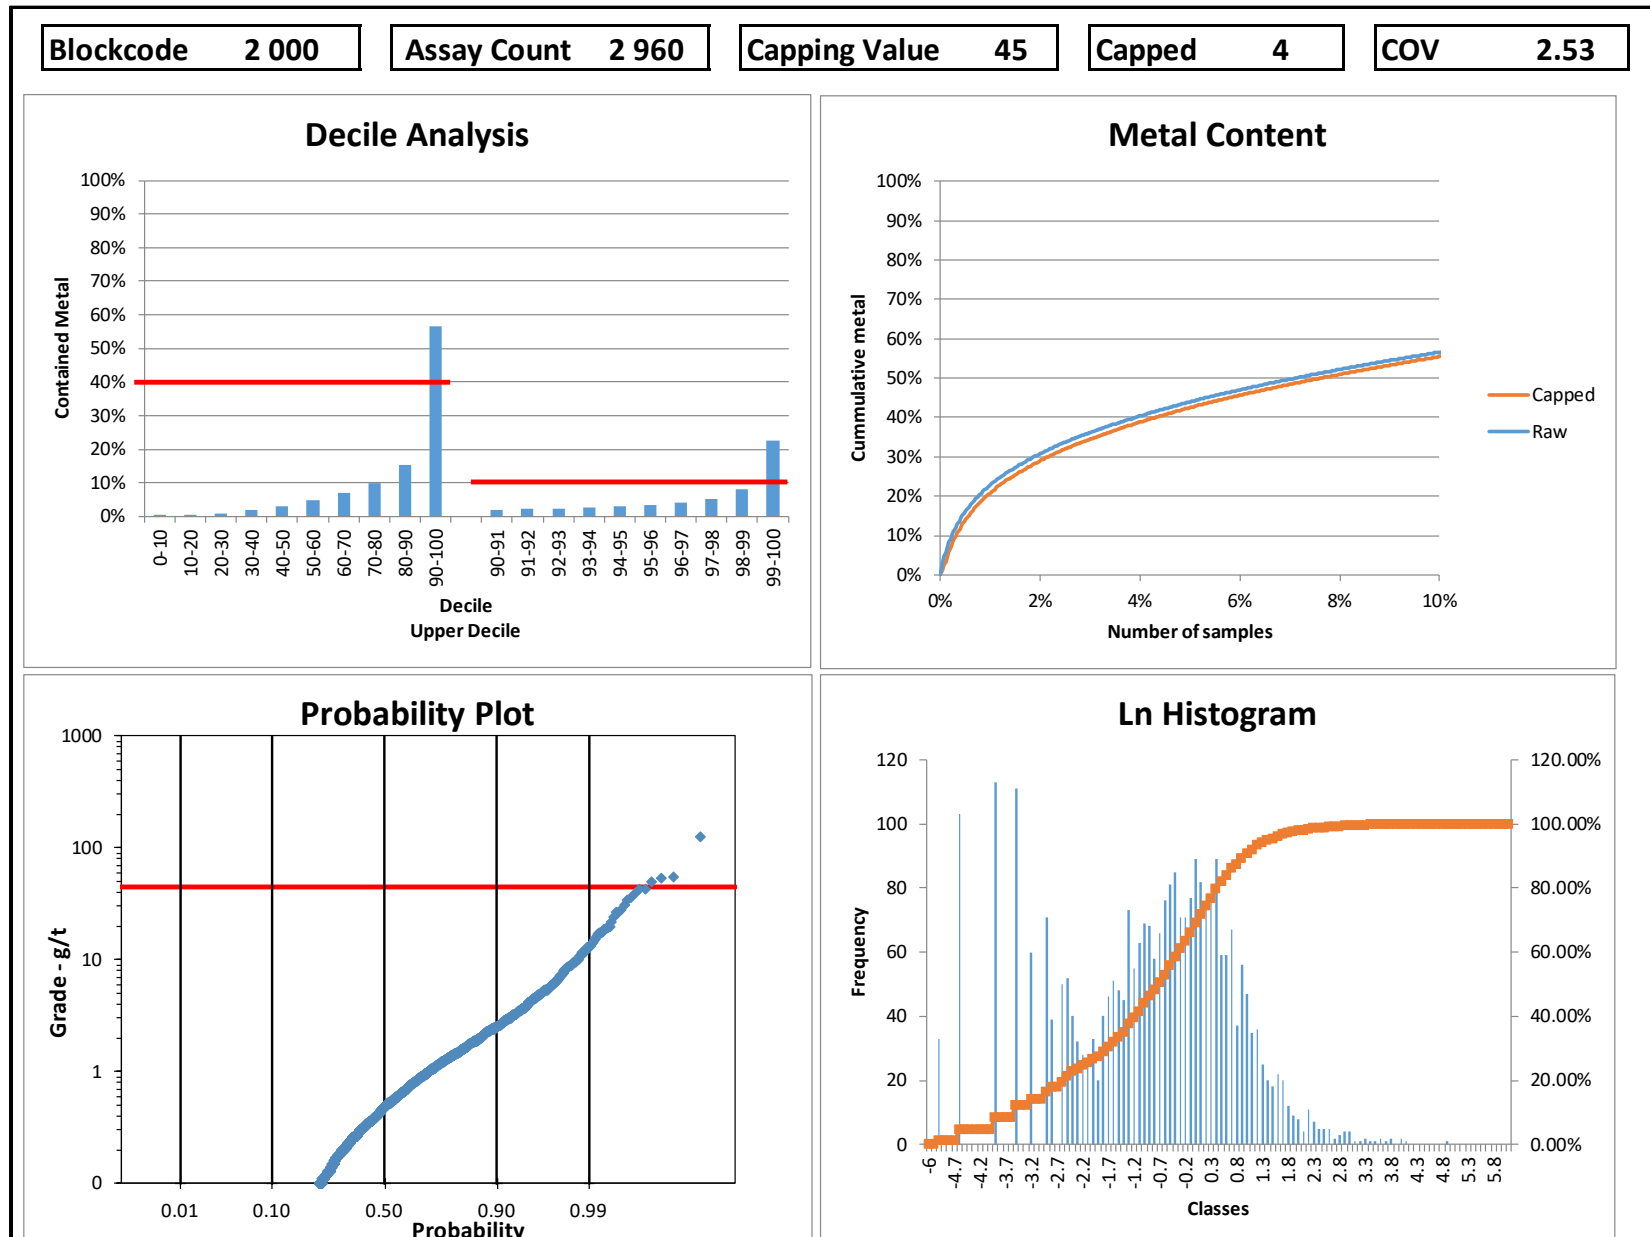 Blockcode 2 000 Assay Count 2 960 Capping Value 45 Capped 4 COV 2.53
Decile Analysis
100%
90%
80%
70%
60%
50%
40%
30%
20%
10%
0%
Contained Metal
0-10 10-20 20-30 30-40 40-50 50-60 60-70 70-80 80-90 90-100 90-91 91-92 92-93 93-94 94-95 95-96 96-97 97-98 98-99 99-100
Decile
Upper Decile
Metal Content
100%
90%
80%
70%
60%
50%
40%
30%
20%
10%
0%
Cummulative metal
0% 2% 4% 6% 8% 10%
Number of samples
Capped
Raw
Probability Plot
1000
100
10
1
0
Grade - g/t
0.01 0.10 0.50 0.90 0.99
Probability
Ln Histogram
120
100
80
60
40
20
0
Frequency
120.00%
100.00%
80.00%
60.00%
40.00%
20.00%
0.00%
-6 -4.7 -4.2 -3.7 -3.2 -2.7 -2.2 -1.7 -1.2 -0.7 -0.2 0.3 0.8 1.3 1.8 2.3 2.8 3.3 3.8 4.3 4.8 5.3 5.8
Classes